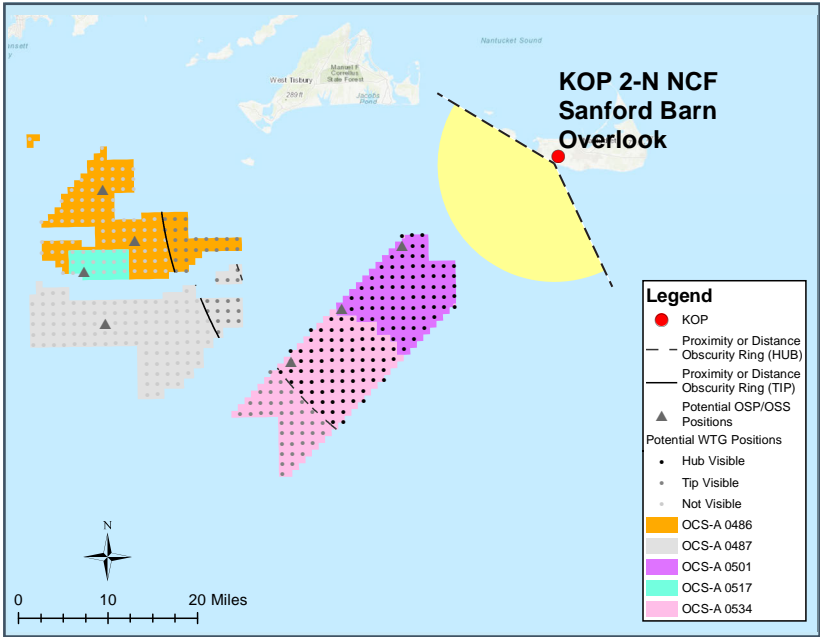 Nantucket Sound
nsett
y
Manuel F.
Correllus
State Forest
West Tisbury
289 ft
Jacobs
Pond
KOP 2-N NCF
Sanford Barn
Overlook
Legend
KOP
Proximity or Distance
Obscurity Ring (HUB)
Proximity or Distance
Obscurity Ring (TIP)
Potential OSP/OSS
Positions
Potential WTG Positions
Hub Visible
Tip Visible
Not Visible
OCS-A 0486
OCS-A 0487
OCS-A 0501
OCS-A 0517
OCS-A 0534
N
0 10 20 Miles